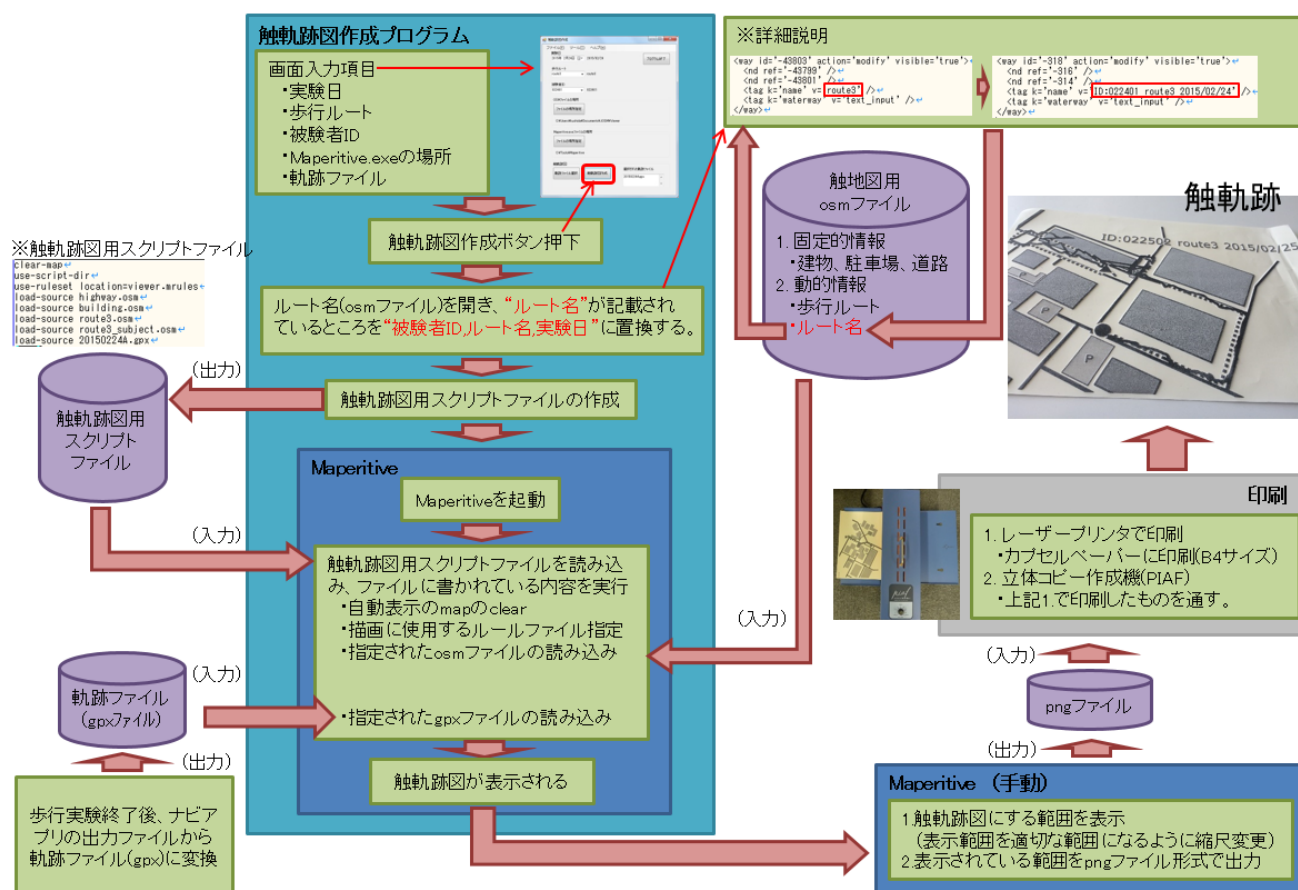 触軌跡図作成プログラム
画面入力項目
・実験日
・歩行ルート
・被験者ID
・Maperitive.exeの場所
・軌跡ファイル
触軌跡図作成ボタン押下
ルート名(osmファイル)を開き、“ルート名”が記載され
ているところを“被験者ID,ルート名,実験日”に置換する。
触軌跡図用スクリプトファイルの作成
※触軌跡図用スクリプトファイル
clear-map
use-script-dir
use-ruleset location=viewer.mrules
load-source highway.osm
load-source building.osm
load-source route3.osm
load-source route3_subject.osm
load-source 20150224A.gpx
(出力)
触軌跡図用
スクリプト
ファイル
(入力)
Maperitive
Maperitiveを起動
触軌跡図用スクリプトファイルを読み込
み、ファイルに書かれている内容を実行
・自動表示のmapのclear
・描画に使用するルールファイル指定
・指定されたosmファイルの読み込み
・指定されたgpxファイルの読み込み
触軌跡図が表示される
(入力)
軌跡ファイル
(gpxファイル)
(出力)
歩行実験終了後、ナビア
プリの出力ファイルから
軌跡ファイル(gpx)に変換
※詳細説明
<way id='-43803' action='modify' visible='true'>
<nd ref='-43799' />
<nd ref='-43801' />
<tag k='name' v='route3' />
<tag k='waterway' v='text_input' />
</way>
<way id='-318' action='modify' visible='true'>
<nd ref='-316' />
<nd ref='-314' />
<tag k='name' v='ID:022401 route3 2015/02/24' />
<tag k='waterway' v='text_input' />
</way>
触地図用
osmファイル
1. 固定的情報
・建物、駐車場、道路
2. 動的情報
・歩行ルート
・ルート名
(入力)
触軌跡
ID:022502 route3 2015/02/25
P
P
印刷
1. レーザープリンタで印刷
・カプセルペーパーに印刷(B4サイズ)
2. 立体コピー作成機(PIAF)
・上記1.で印刷したものを通す。
(入力)
pngファイル
(出力)
Maperitive (手動)
1.触軌跡図にする範囲を表示
(表示範囲を適切な範囲になるように縮尺変更)
2.表示されている範囲をpngファイル形式で出力